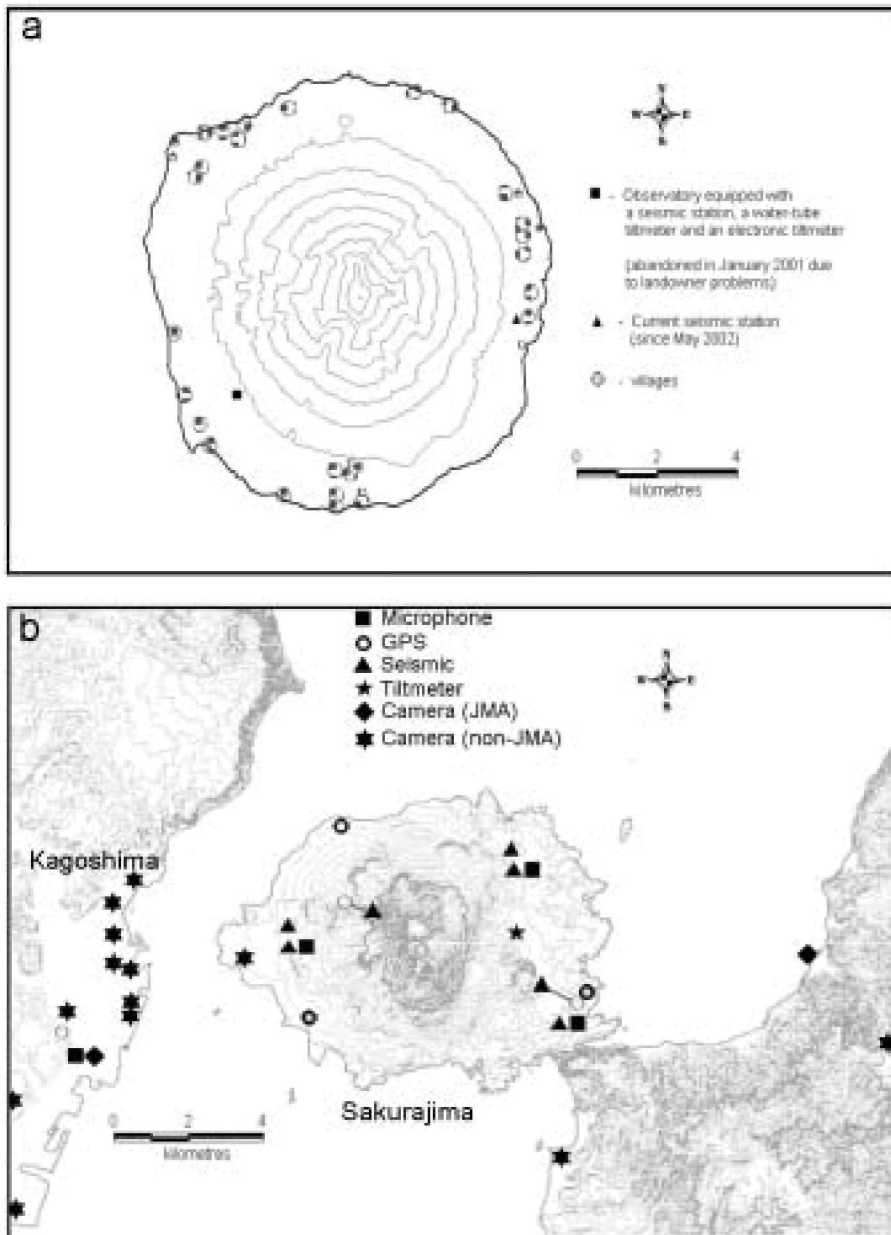 a
N
W E
S
- Observatory equipped with
a seismic station, a water-tube
tiltmeter and an electronic tiltmeter
(abandoned in January 2001 due
to landowner problems)
- Current seismic station
(since May 2002)
- villages
0 2 4
kilometres
b
Microphone
GPS
Seismic
Tiltmeter
Camera (JMA)
Camera (non-JMA)
N
W E
S
Kagoshima
Sakurajima
0 2 4
kilometres